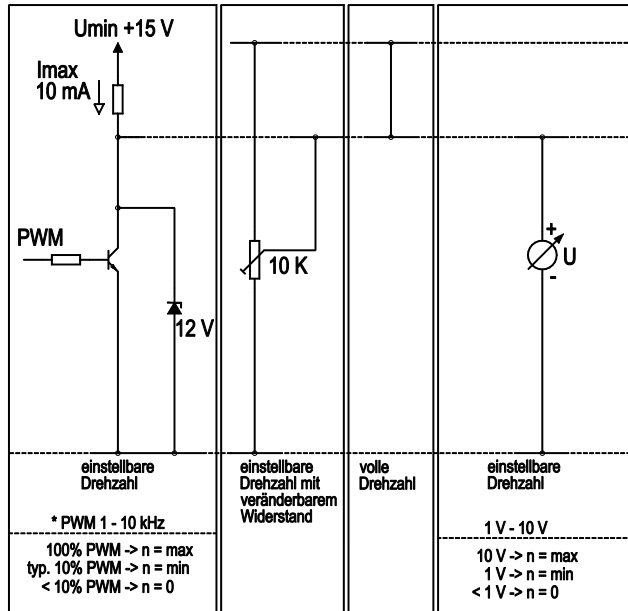 Umin +15 V
Imax
10 mA
PWM
12 V
10 K
+
U
-
einstellbare
Drehzahl
* PWM 1 - 10 kHz
100% PWM -> n = max
typ. 10% PWM -> n = min
< 10% PWM -> n = 0
einstellbare
Drehzahl mit
veränderbarem
Widerstand
volle
Drehzahl
einstellbare
Drehzahl
1 V - 10 V
10 V -> n = max
1 V -> n = min
< 1 V -> n = 0